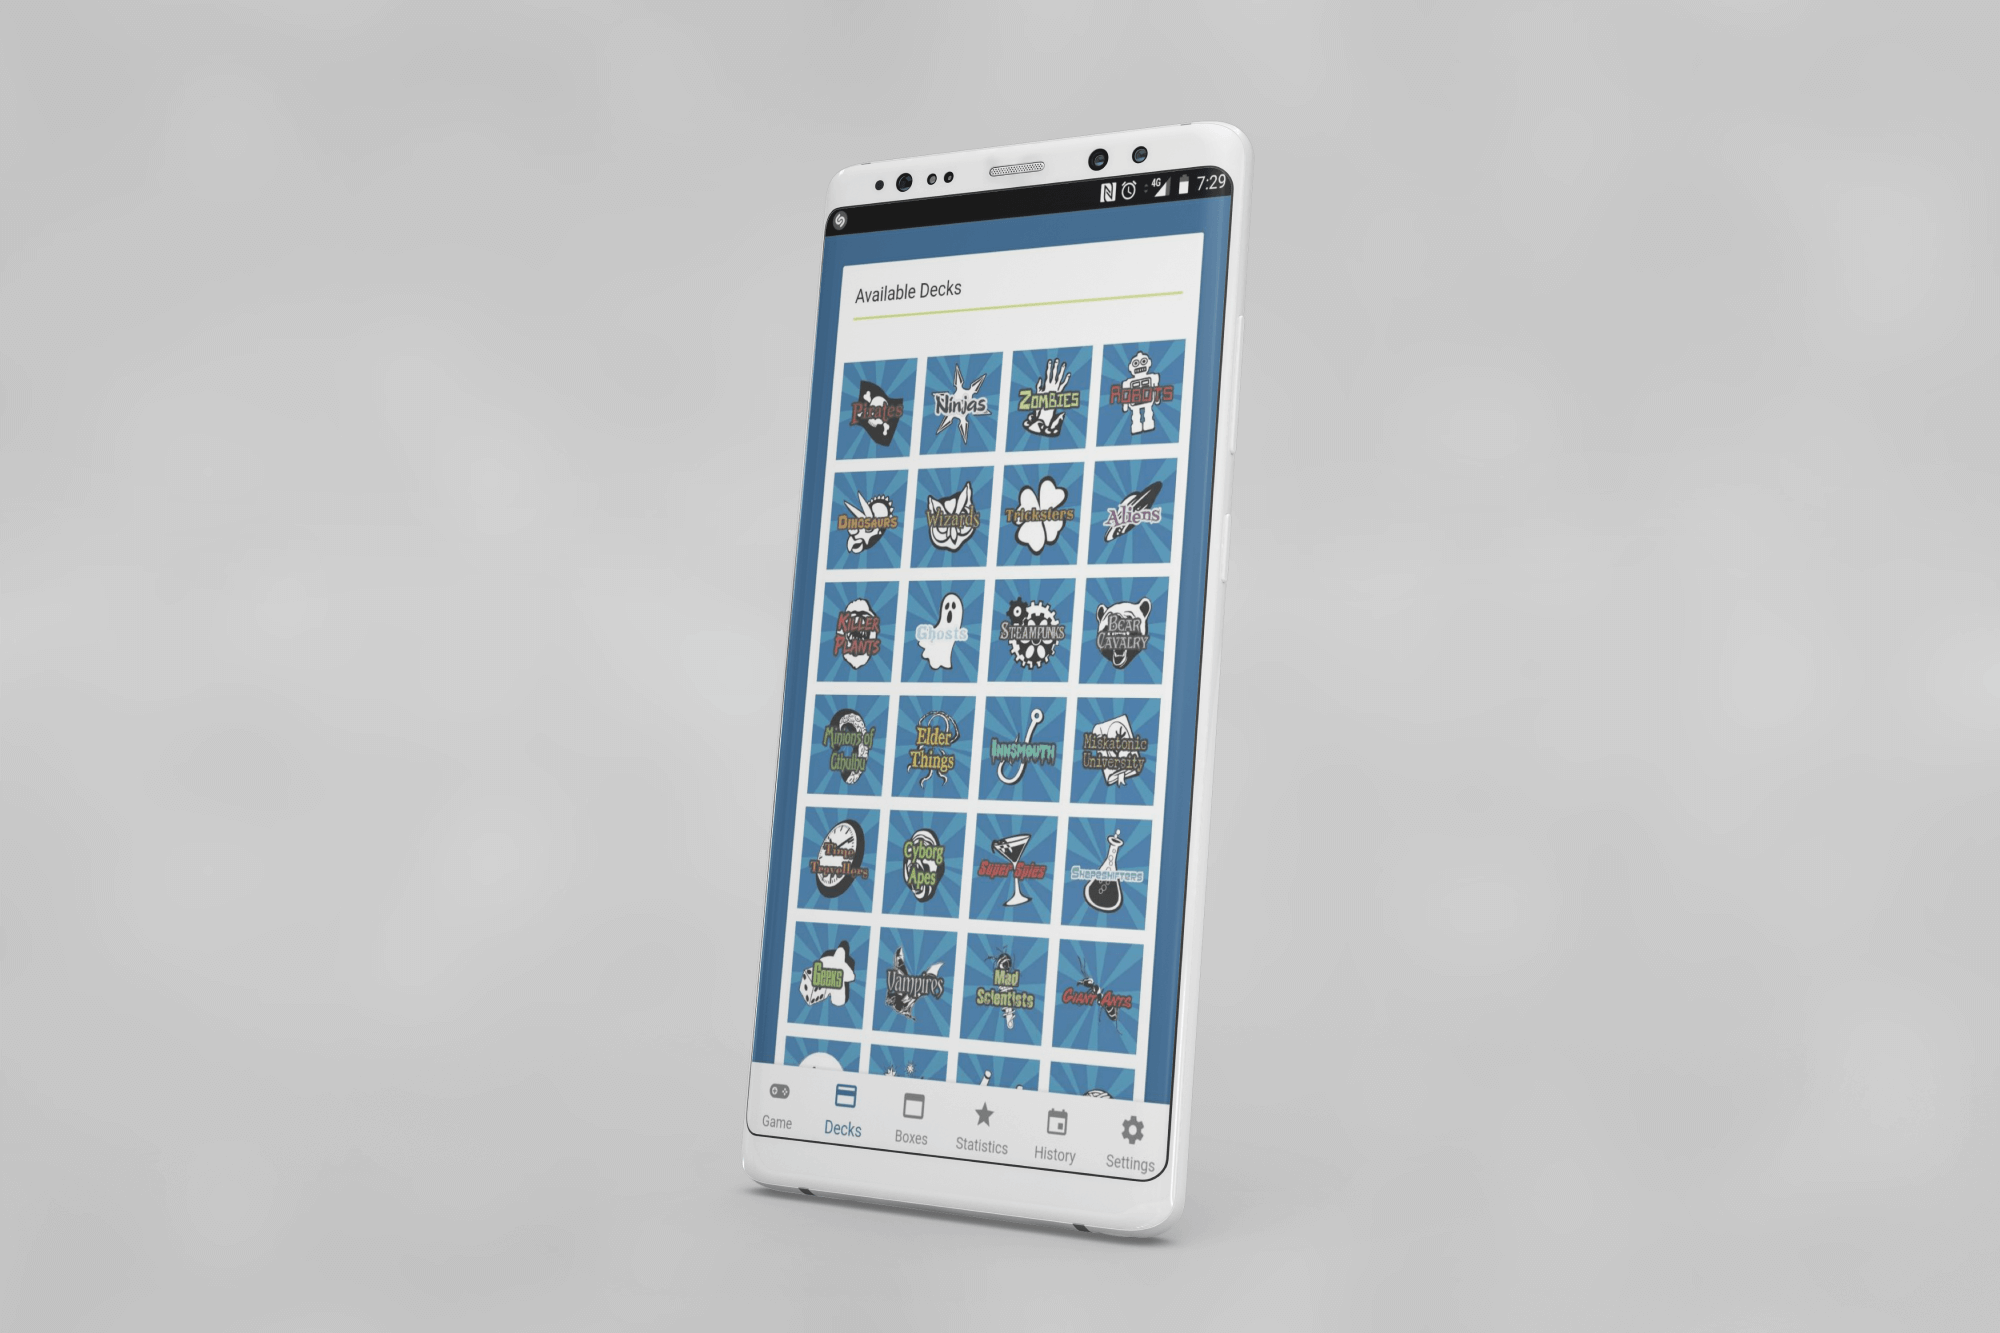 4G 7:29
Available Decks
Pirates
Ninjas
Zombies
Robots
Dinosaurs
Wizards
Tricksters
Aliens
Killer
Plants
Ghosts
Steampunks
Bear
Cavalry
Minions of
Cthulhu
Elder
Things
Innsmouth
Miskatonic
University
Time
Travellers
Cyborg
Apes
Super Spies
Shapeshifters
Geeks
Vampires
Mad
Scientists
Giant Ants
Game
Decks
Boxes
Statistics
History
Settings